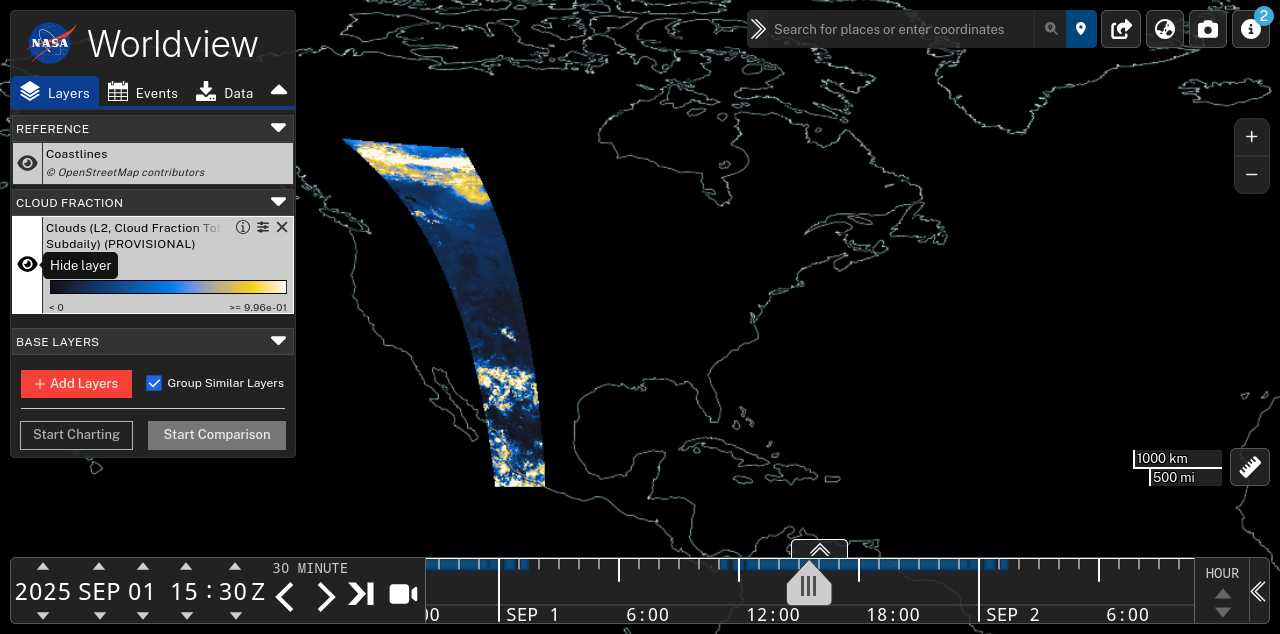 NASA Worldview
Search for places or enter coordinates
2
Layers Events Data
REFERENCE
Coastlines
© OpenStreetMap contributors
CLOUD FRACTION
Clouds (L2, Cloud Fraction
Subdaily) (PROVISIONAL)
Hide layer
< 0 >= 9.96e-01
BASE LAYERS
+ Add Layers Group Similar Layers
Start Charting Start Comparison
+
−
1000 km
500 mi
2025 SEP 01 15 : 30 Z
30 MINUTE
SEP 1 6:00 12:00 18:00 SEP 2 6:00
HOUR